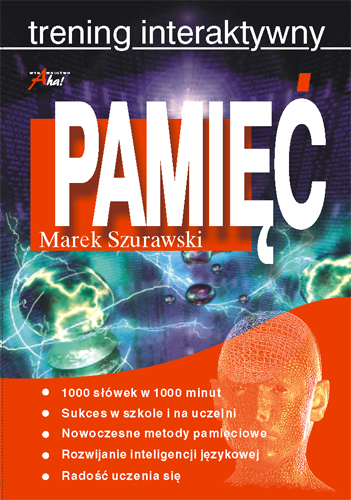 trening interaktywny
WYDAWNICTWO
Aha!
PAMIĘĆ
Marek Szurawski
• 1000 słówek w 1000 minut
• Sukces w szkole i na uczelni
• Nowoczesne metody pamięciowe
• Rozwijanie inteligencji językowej
• Radość uczenia się